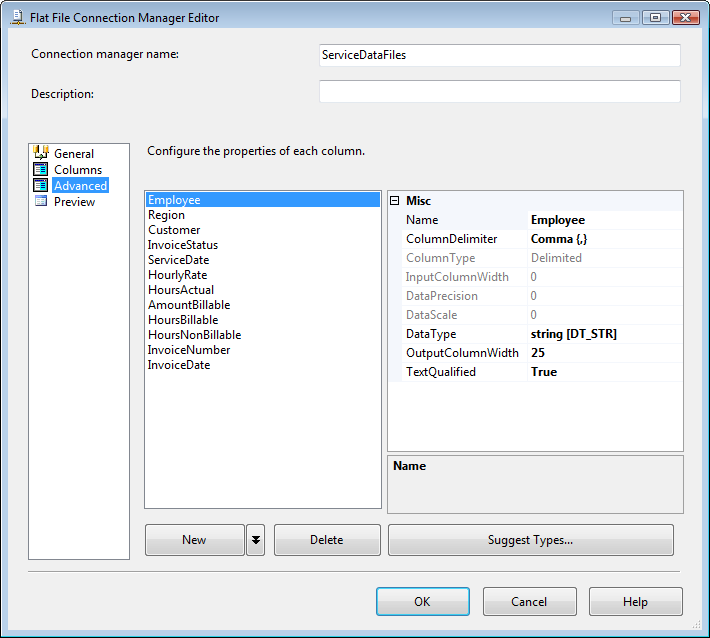 Flat File Connection Manager Editor
Connection manager name:
ServiceDataFiles
Description:
General
Columns
Advanced
Preview
Configure the properties of each column.
Employee
Region
Customer
InvoiceStatus
ServiceDate
HourlyRate
HoursActual
AmountBillable
HoursBillable
HoursNonBillable
InvoiceNumber
InvoiceDate
Misc
Name Employee
ColumnDelimiter Comma {,}
ColumnType Delimited
InputColumnWidth 0
DataPrecision 0
DataScale 0
DataType string [DT_STR]
OutputColumnWidth 25
TextQualified True
Name
New
Delete
Suggest Types...
OK
Cancel
Help